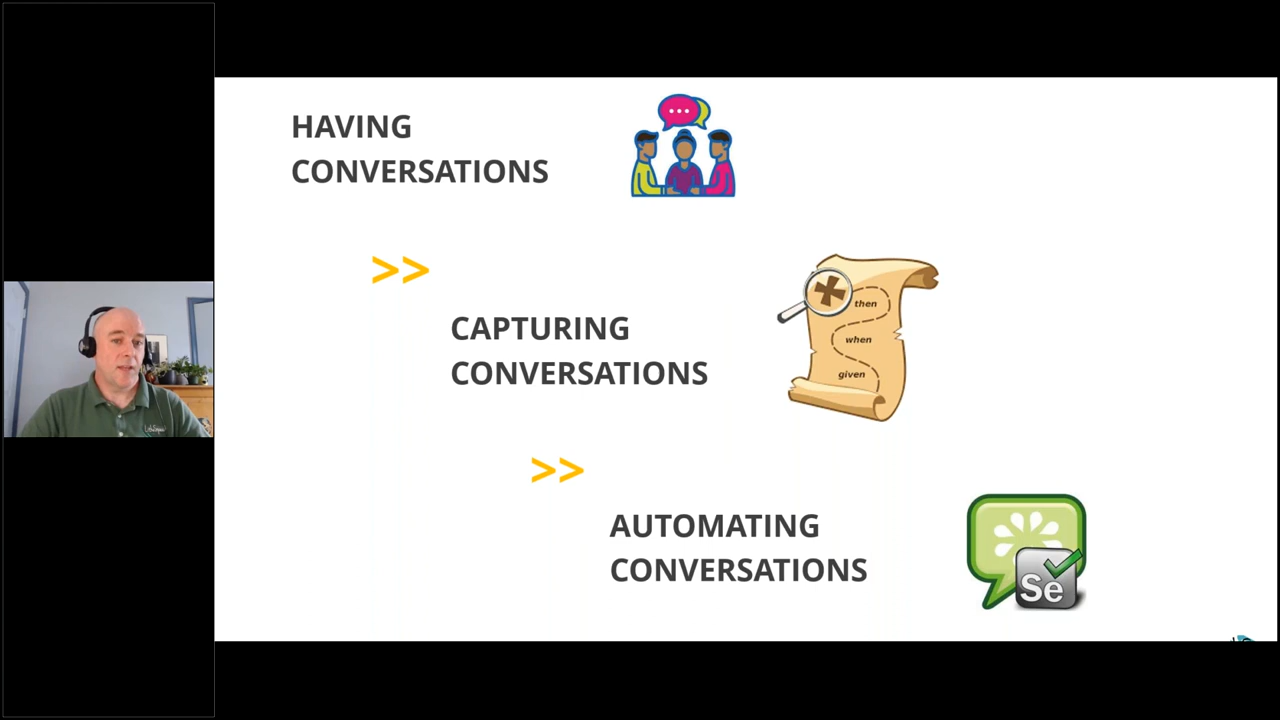 HAVING
CONVERSATIONS
>>
then
when
given
CAPTURING
CONVERSATIONS
>>
AUTOMATING
CONVERSATIONS
Se